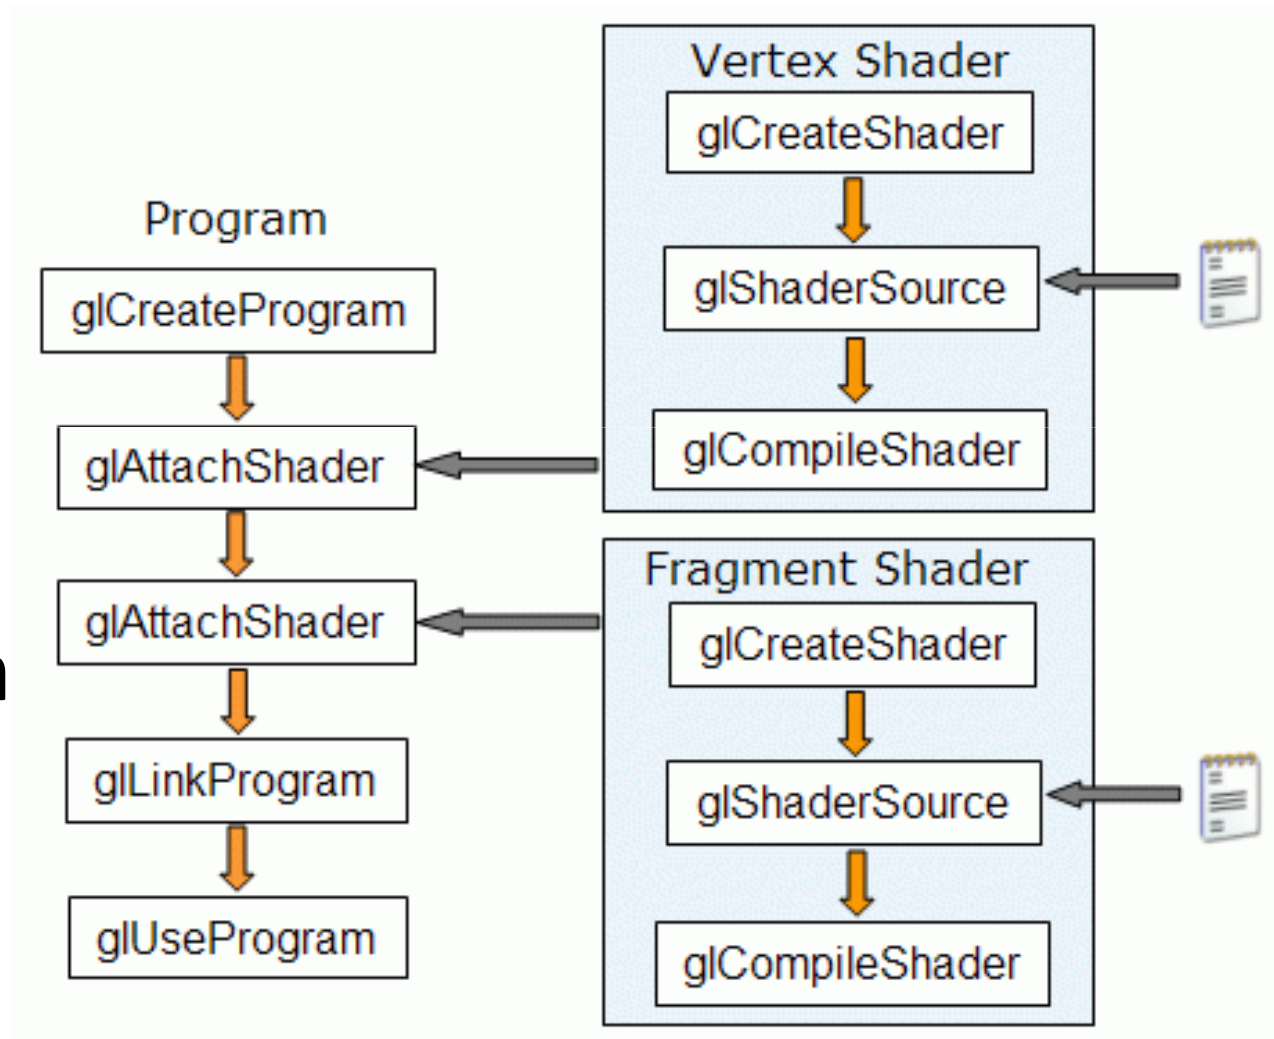 Program
glCreateProgram
glAttachShader
glAttachShader
glLinkProgram
glUseProgram
Vertex Shader
glCreateShader
glShaderSource
glCompileShader
Fragment Shader
glCreateShader
glShaderSource
glCompileShader